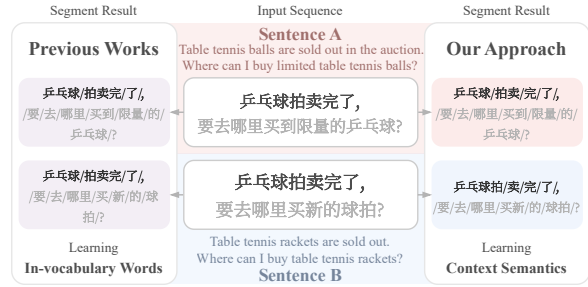 Segment Result
Input Sequence
Segment Result
Previous Works
Sentence A
Table tennis balls are sold out in the auction.
Where can I buy limited table tennis balls?
Our Approach
乒乓球/拍卖完/了/,
/要/去/哪里/买到/限量/的/
乒乓球/?
乒乓球拍卖完了,
要去哪里买到限量的乒乓球?
乒乓球/拍卖完/了/,
/要/去/哪里/买到/限量/的/
乒乓球/?
乒乓球/拍卖完/了/,
/要/去/哪里/买/新/的/球
拍/?
乒乓球拍卖完了,
要去哪里买新的球拍?
乒乓球拍/卖/完/了/,
/要/去/哪里/买/新/的/球拍/?
Learning
In-vocabulary Words
Table tennis rackets are sold out.
Where can I buy table tennis rackets?
Sentence B
Learning
Context Semantics